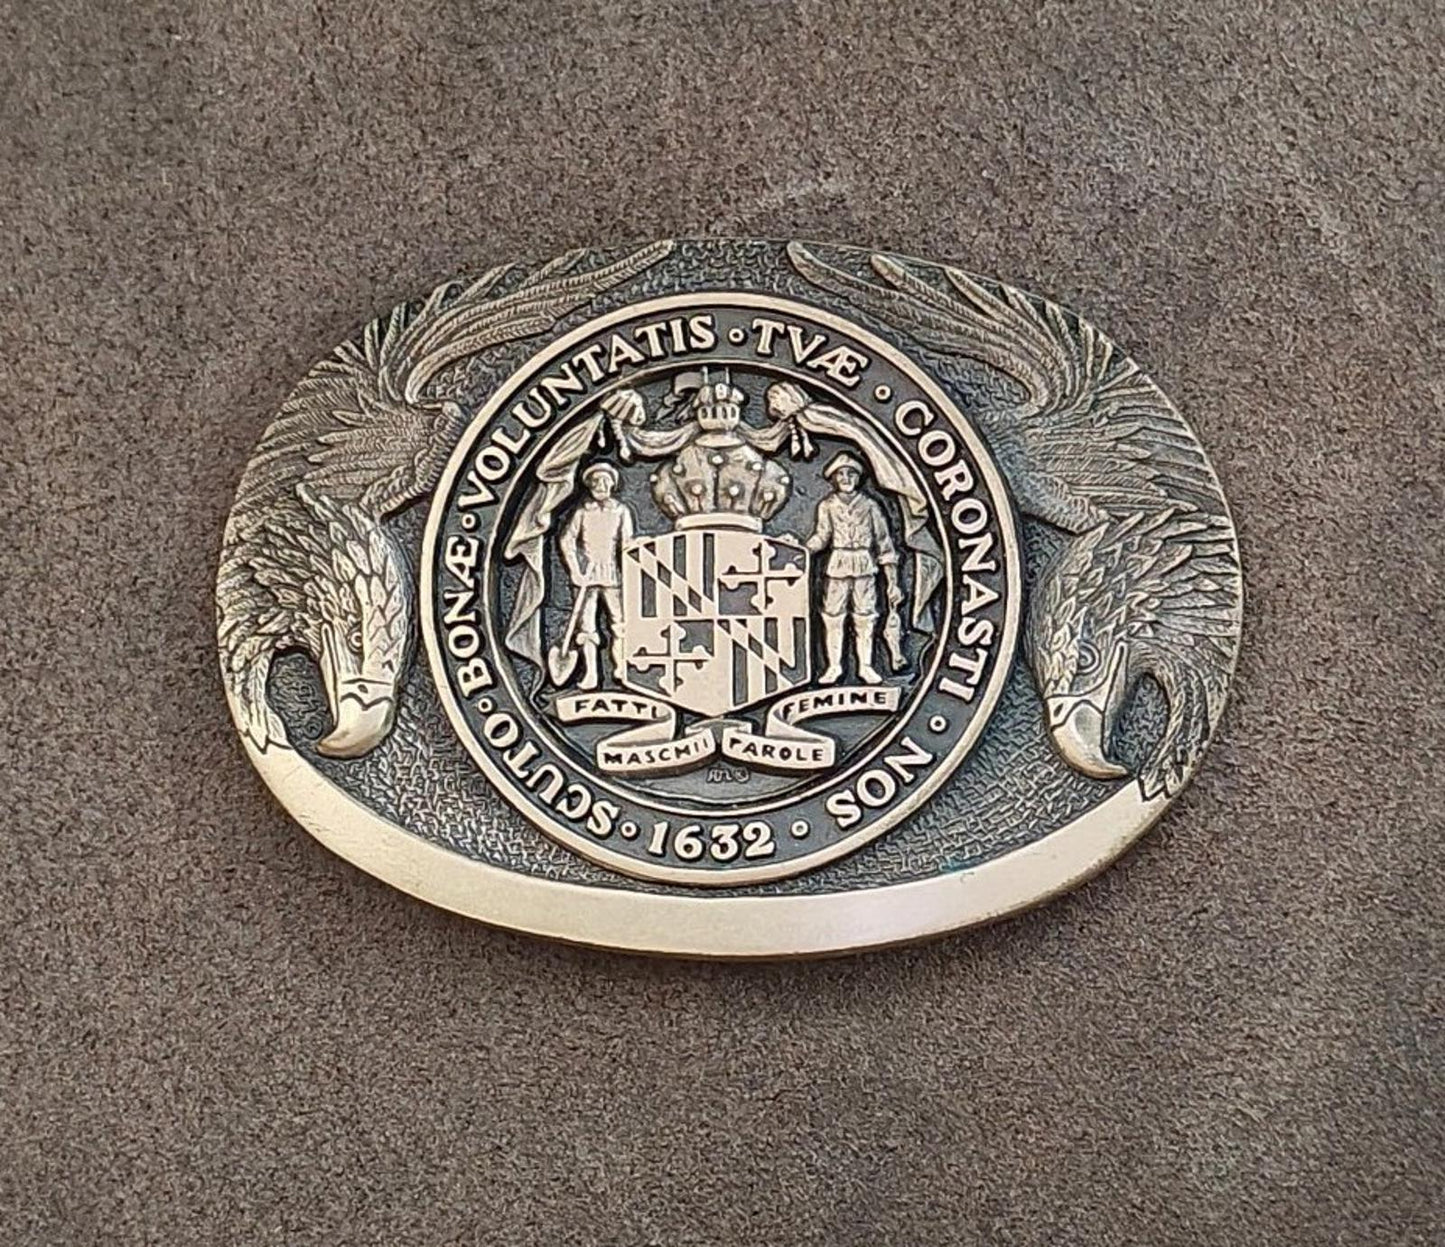 SCUTO · BONÆ · VOLUNTATIS · TVÆ · CORONASTI · NOS
· 1632 ·
FATTI MASCHII PAROLE FEMINE